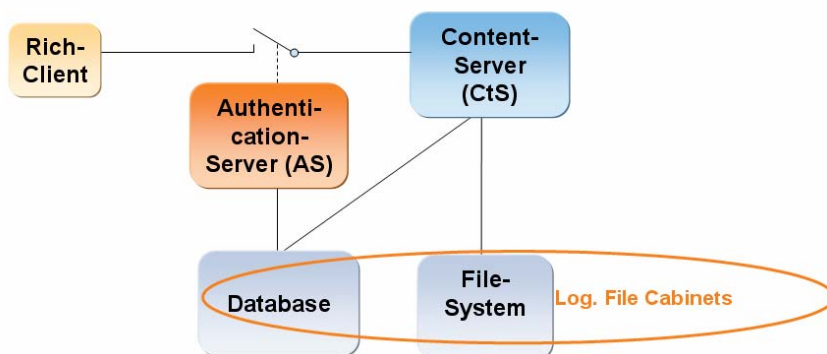 Rich-
Client
Content-
Server
(CtS)
Authenti-
cation-
Server (AS)
Database
File-
System
Log. File Cabinets